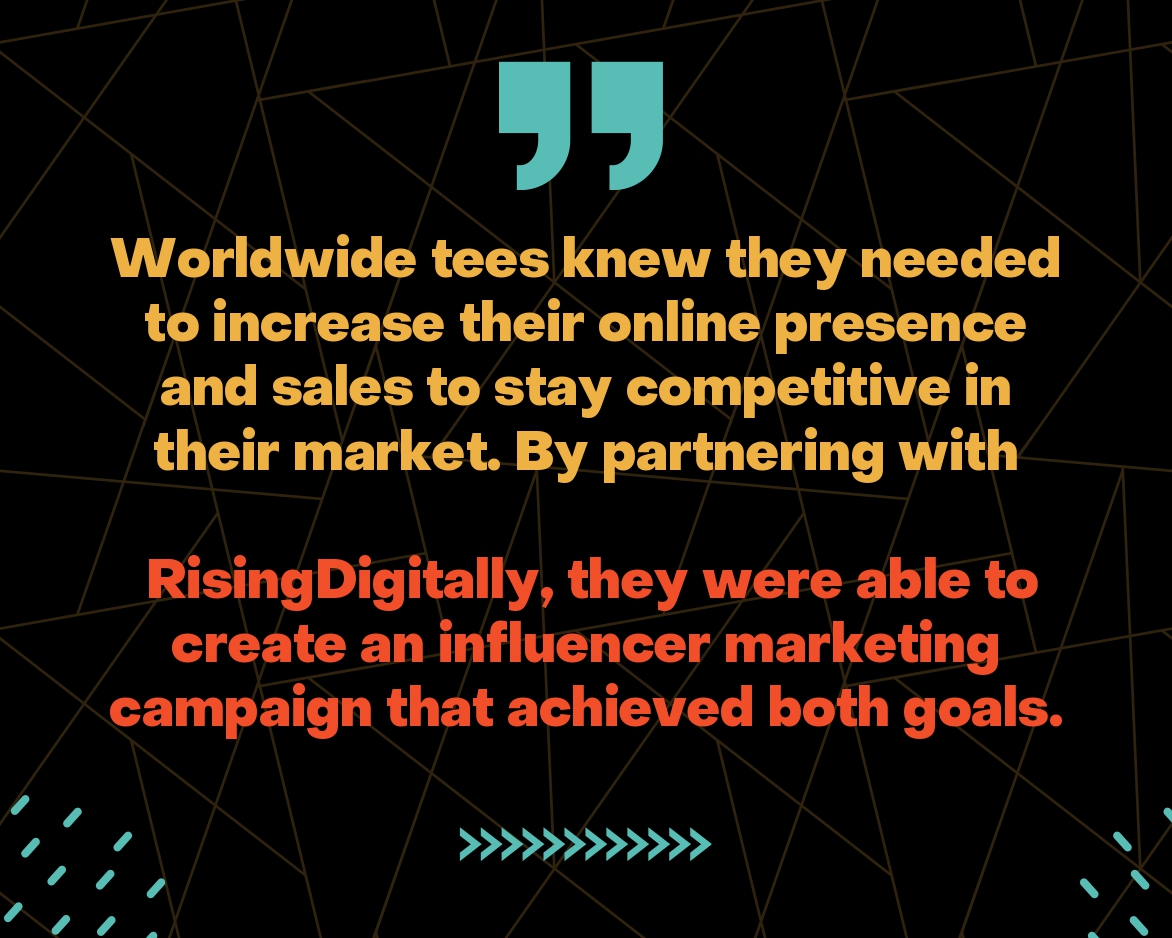 Worldwide tees knew they needed
to increase their online presence
and sales to stay competitive in
their market. By partnering with
RisingDigitally, they were able to
create an influencer marketing
campaign that achieved both goals.